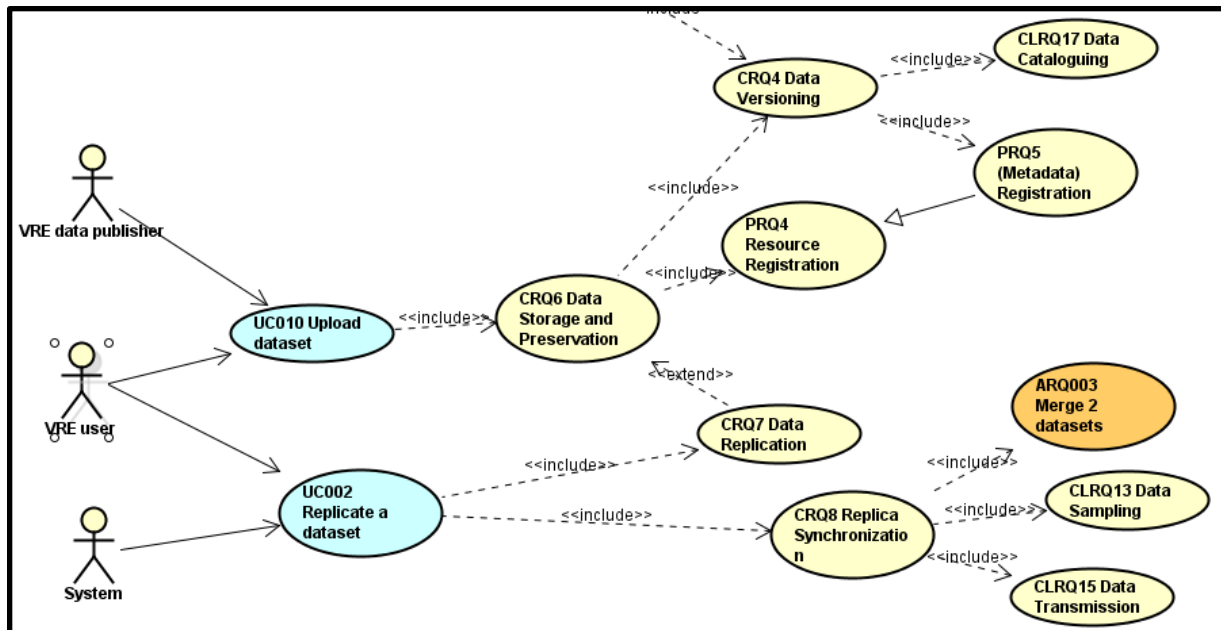 include
CLRQ17 Data
Cataloguing
<<include>>
CRQ4 Data
Versioning
<<include>>
PRQ5
(Metadata)
Registration
<<include>>
VRE data publisher
PRQ4
Resource
Registration
<<include>>
CRQ6 Data
Storage and
Preservation
UC010 Upload
dataset
<<include>>
<<extend>>
ARQ003
Merge 2
datasets
VRE user
CRQ7 Data
Replication
<<include>>
<<include>>
UC002
Replicate a
dataset
<<include>>
CRQ8 Replica
Synchronizatio
n
<<include>>
CLRQ13 Data
Sampling
<<include>>
System
CLRQ15 Data
Transmission